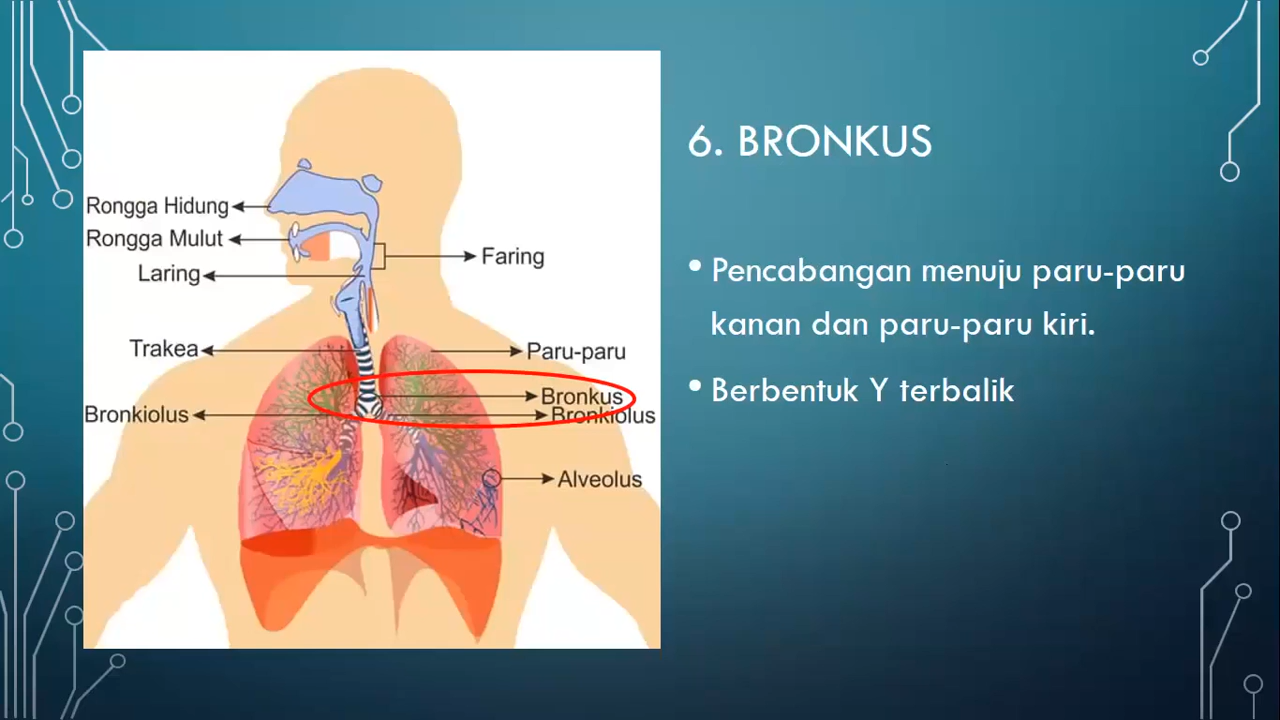 Rongga Hidung
Rongga Mulut
Laring
Faring
Trakea
Paru-paru
Bronkus
Bronkiolus
Bronkiolus
Alveolus
6. BRONKUS
• Pencabangan menuju paru-paru
kanan dan paru-paru kiri.
• Berbentuk Y terbalik